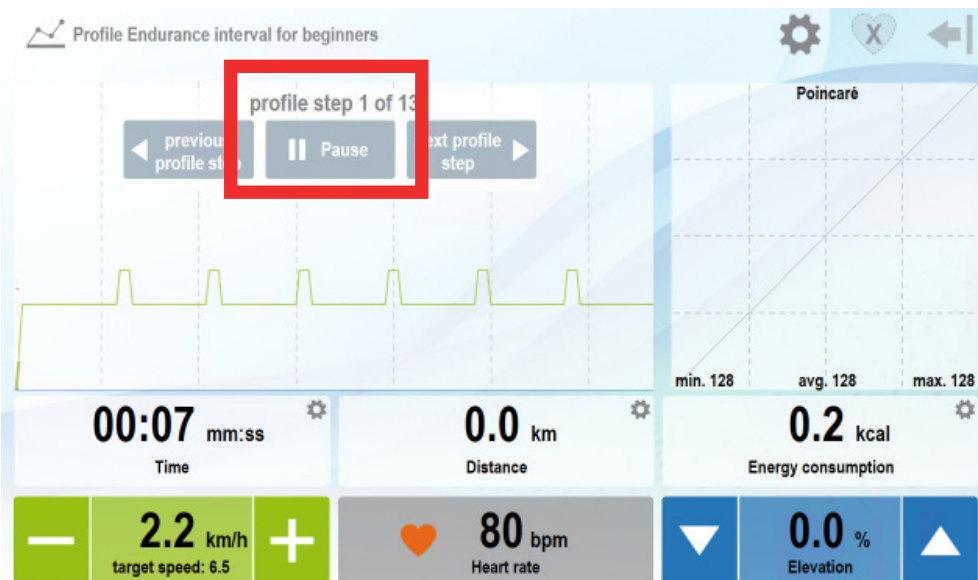 Profile Endurance interval for beginners
X
profile step 1 of 13
previous
profile step
Pause
next profile
step
Poincaré
min. 128
avg. 128
max. 128
00:07 mm:ss
Time
0.0 km
Distance
0.2 kcal
Energy consumption
2.2 km/h
target speed: 6.5
80 bpm
Heart rate
0.0 %
Elevation